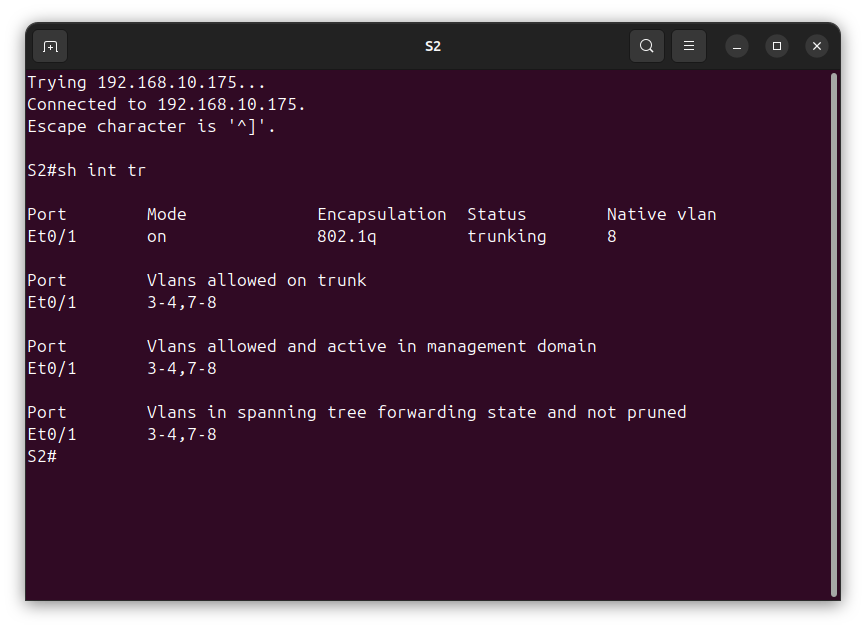 S2
Trying 192.168.10.175...
Connected to 192.168.10.175.
Escape character is '^]'.
S2#sh int tr
Port        Mode             Encapsulation  Status        Native vlan
Et0/1       on               802.1q         trunking      8
Port        Vlans allowed on trunk
Et0/1       3-4,7-8
Port        Vlans allowed and active in management domain
Et0/1       3-4,7-8
Port        Vlans in spanning tree forwarding state and not pruned
Et0/1       3-4,7-8
S2#